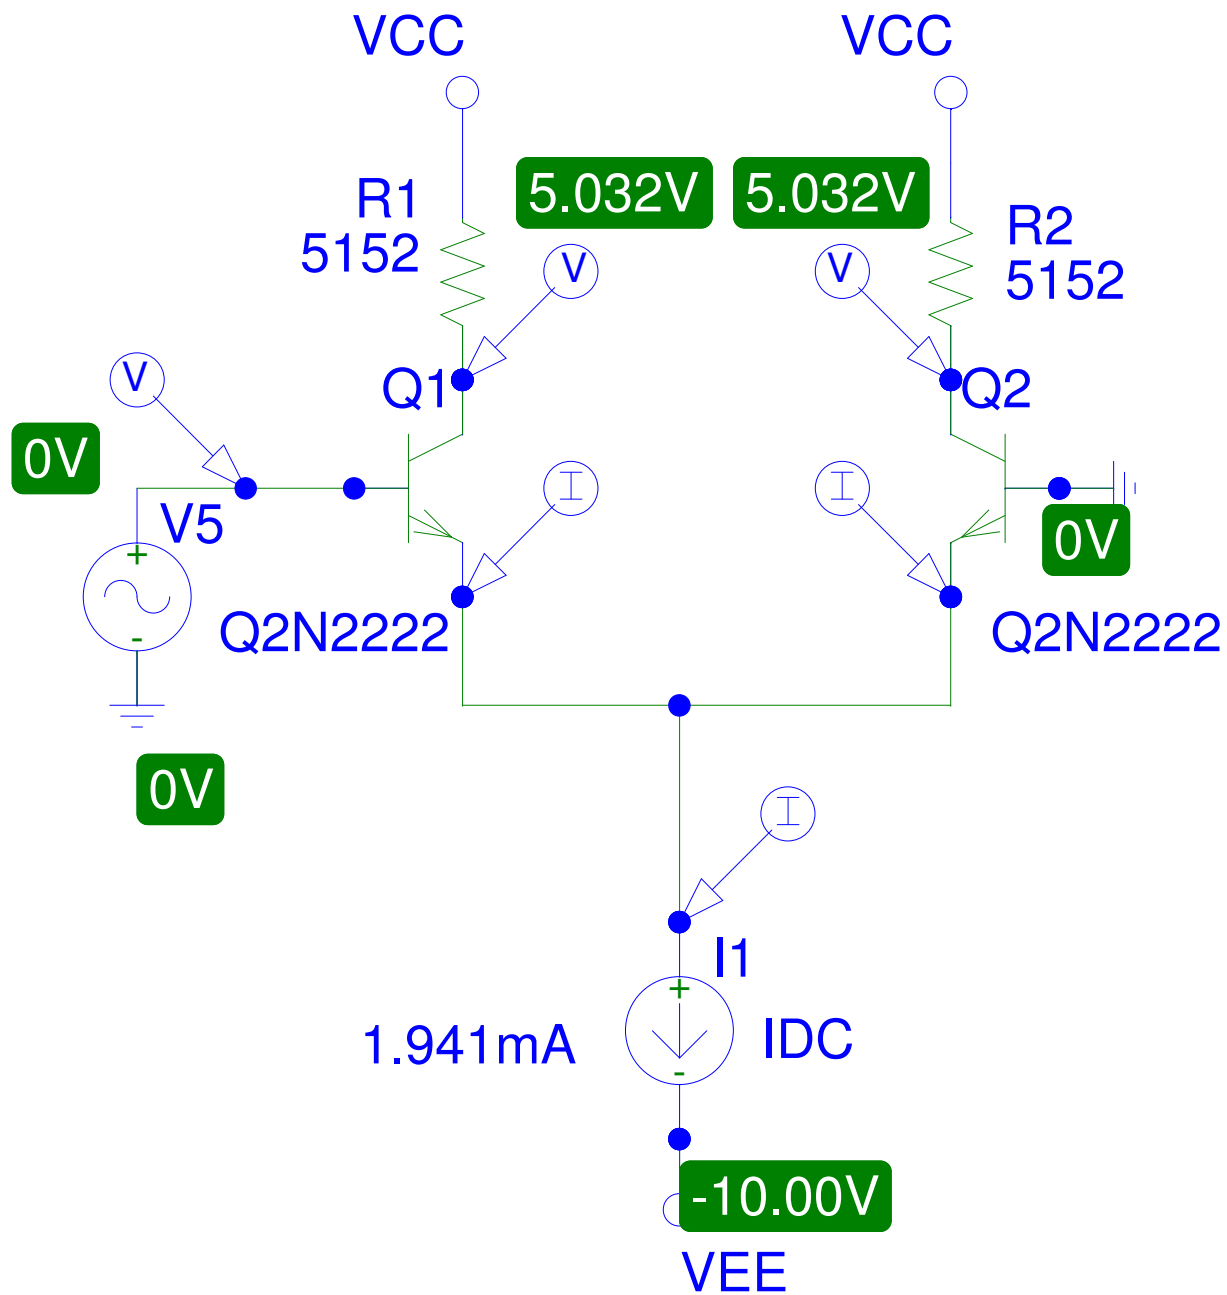 VCC
VCC
R1
5152
5.032V
5.032V
R2
5152
V
V
V
Q1
Q2
0V
I
I
V5
+
-
0V
Q2N2222
Q2N2222
0V
I
I1
+
1.941mA
IDC
-
-10.00V
VEE